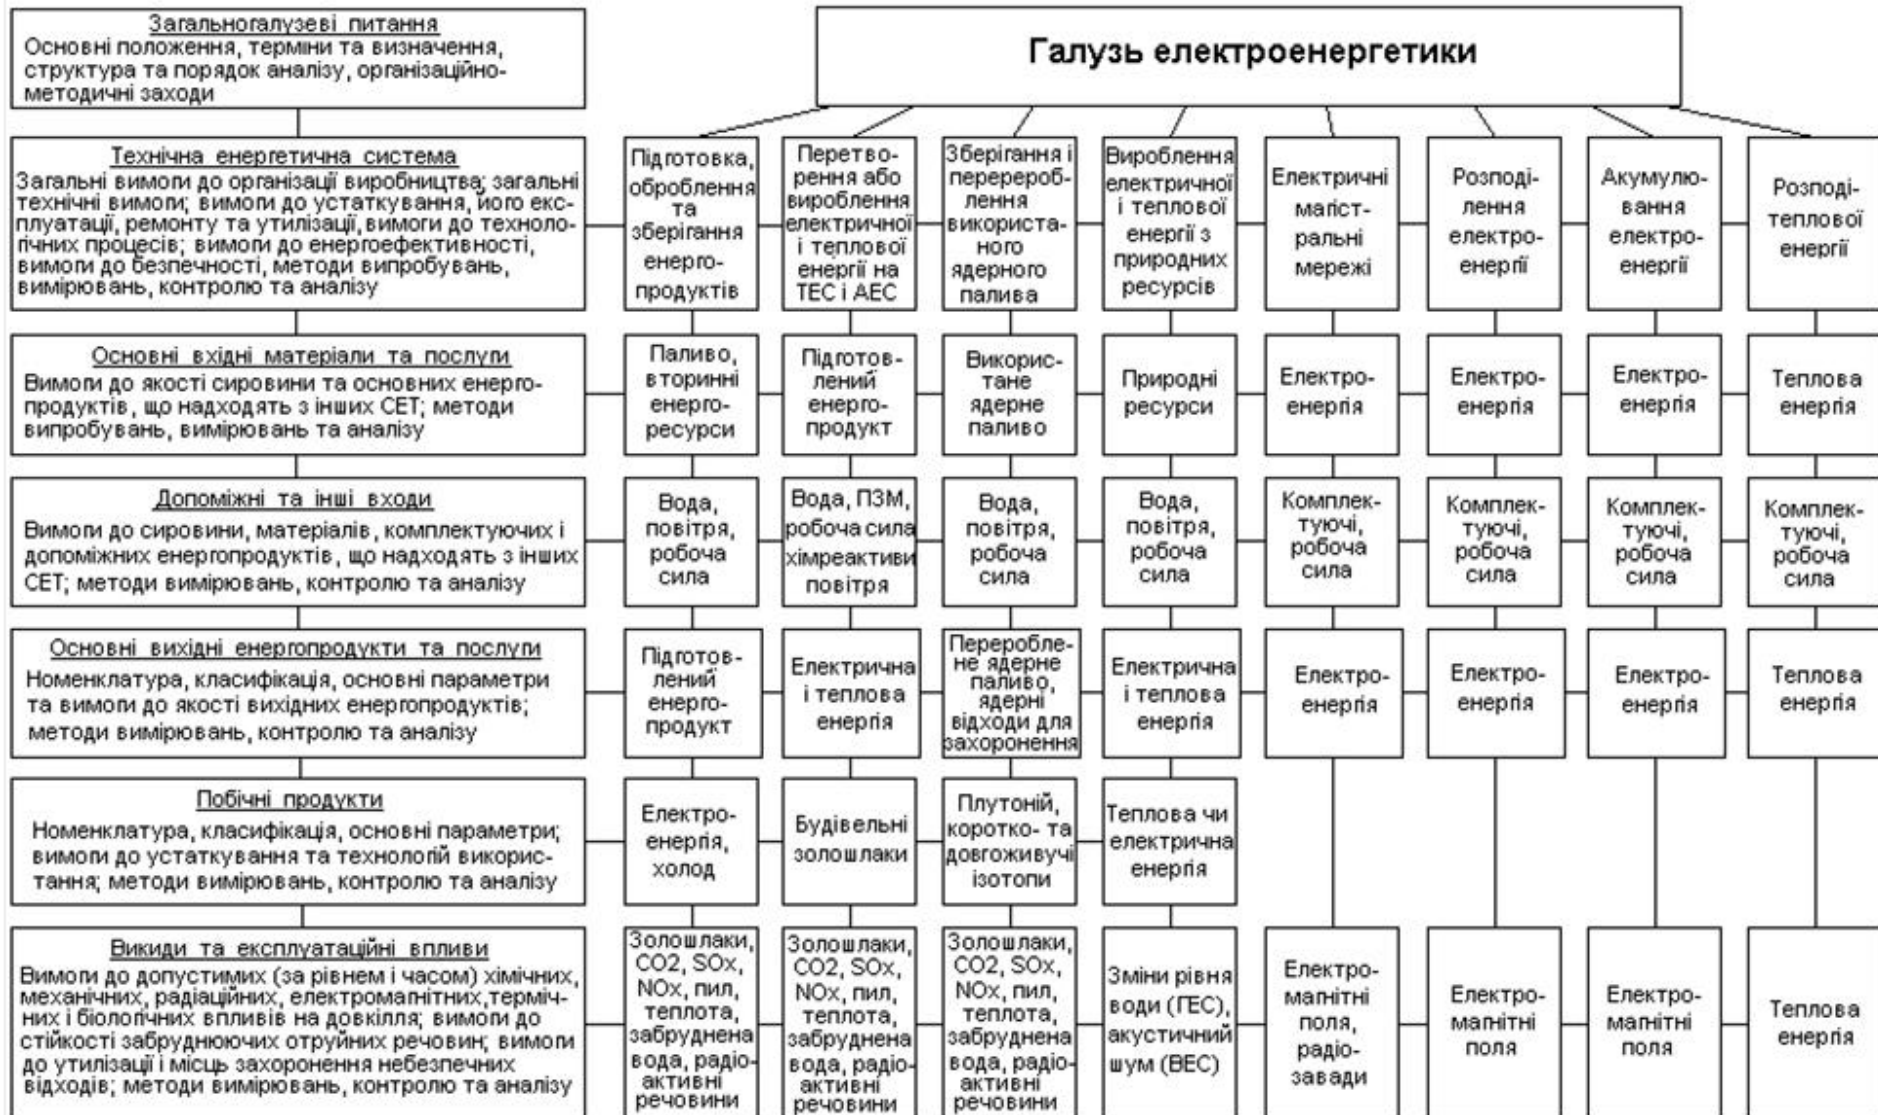 Загальногалузеві питання
Основні положення, терміни та визначення,
структура та порядок аналізу, організаційно-
методичні заходи
Галузь електроенергетики
Технічна енергетична система
Загальні вимоги до організації виробництва; загальні
технічні вимоги; вимоги до устаткування, його екс-
плуатації, ремонту та утилізації, вимоги до техноло-
гічних процесів; вимоги до енергоефективності,
вимоги до безпечності, методи випробувань,
вимірювань, контролю та аналізу
Підготовка,
оброблення
та
зберігання
енерго-
продуктів
Перетво-
рення або
вироблення
електричної
і теплової
енергії на
ТЕС і АЕС
Зберігання і
перереро­б-
лення
використа-
ного
ядерного
палива
Вироблення
електричної
і теплової
енергії з
природних
ресурсів
Електричні
магіст-
ральні
мережі
Розподі-
лення
електро-
енергії
Акумулю-
вання
електро-
енергії
Розподі-
теплової
енергії
Основні вхідні матеріали та послуги
Вимоги до якості сировини та основних енерго-
продуктів, що надходять з інших СЕТ; методи
випробувань, вимірювань та аналізу
Паливо,
вторинні
енерго-
ресурси
Підготов-
лений
енерго-
продукт
Викорис-
тане
ядерне
паливо
Природні
ресурси
Електро-
енергія
Електро-
енергія
Електро-
енергія
Теплова
енергія
Допоміжні та інші входи
Вимоги до сировини, матеріалів, комплектуючих і
допоміжних енергопродуктів, що надходять з інших
СЕТ; методи вимірювань, контролю та аналізу
Вода,
повітря,
робоча
сила
Вода, ПЗМ,
робоча сила
хімреактиви
повітря
Вода,
повітря,
робоча
сила
Вода,
повітря,
робоча
сила
Комплек-
туючі,
робоча
сила
Комплек-
туючі,
робоча
сила
Комплек-
туючі,
робоча
сила
Комплек-
туючі,
робоча
сила
Основні вихідні енергопродукти та послуги
Номенклатура, класифікація, основні параметри
та вимоги до якості вихідних енергопродуктів;
методи вимірювань, контролю та аналізу
Підготов-
лений
енерго-
продукт
Електрична
і теплова
енергія
Переробле-
не ядерне
паливо,
ядерні
відходи для
захоронення
Електрична
і теплова
енергія
Електро-
енергія
Електро-
енергія
Електро-
енергія
Теплова
енергія
Побічні продукти
Номенклатура, класифікація, основні параметри;
вимоги до устаткування та технологій викорис-
тання; методи вимірювань, контролю та аналізу
Електро-
енергія,
холод
Будівельні
золошлаки
Плутоній,
коротко- та
довгоживучі
ізотопи
Теплова чи
електрична
енергія
Викиди та експлуатаційні впливи
Вимоги до допустимих (за рівнем і часом) хімічних,
механічних, радіаційних, електромагнітних,терміч-
них і біологічних впливів на довкілля; вимоги до
стійкості забруднюючих отруйних речовин; вимоги
до утилізації і місць захоронення небезпечних
відходів; методи вимірювань, контролю та аналізу
Золошлаки,
СО2, SOx,
NOx, пил,
теплота,
забруднена
вода, радіо-
активні
речовини
Золошлаки,
СО2, SOx,
NOx, пил,
теплота,
забруднена
вода, радіо-
активні
речовини
Золошлаки,
СО2, SOx,
NOx, пил,
теплота,
забруднена
вода, радіо-
активні
речовини
Зміни рівня
води (ГЕС),
акустичний
шум (ВЕС)
Електро-
магнітні
поля,
радіо-
завади
Електро-
магнітні
поля
Електро-
магнітні
поля
Теплова
енергія